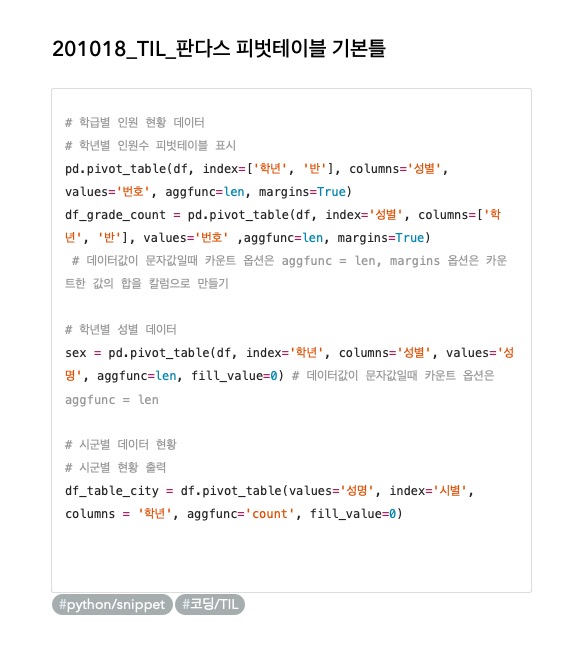 201018_TIL_판다스 피벗테이블 기본틀
# 학급별 인원 현황 데이터
# 학년별 인원수 피벗테이블 표시
pd.pivot_table(df, index=['학년', '반'], columns='성별',
values='번호', aggfunc=len, margins=True)
df_grade_count = pd.pivot_table(df, index='성별', columns=['학
년', '반'], values='번호' ,aggfunc=len, margins=True)
# 데이터값이 문자값일때 카운트 옵션은 aggfunc = len, margins 옵션은 카운
트한 값의 합을 칼럼으로 만들기
# 학년별 성별 데이터
sex = pd.pivot_table(df, index='학년', columns='성별', values='성
명', aggfunc=len, fill_value=0) # 데이터값이 문자값일때 카운트 옵션은
aggfunc = len
# 시군별 데이터 현황
# 시군별 현황 출력
df_table_city = df.pivot_table(values='성명', index='시별',
columns = '학년', aggfunc='count', fill_value=0)
#python/snippet #코딩/TIL